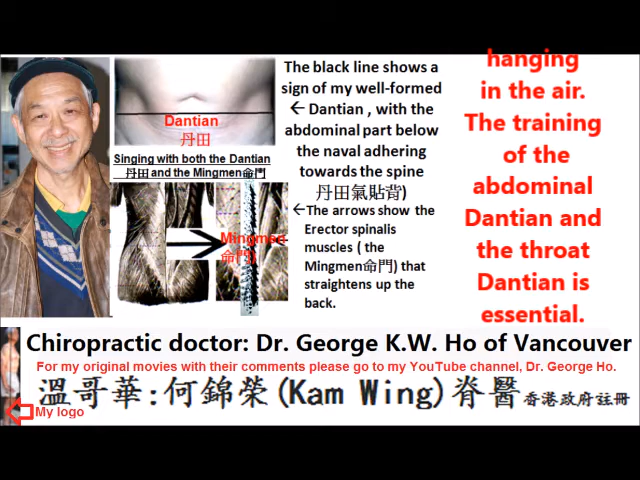 Dantian
丹田
Singing with both the Dantian
丹田 and the Mingmen命門
Mingmen
命門)
The black line shows a
sign of my well-formed
← Dantian , with the
abdominal part below
the naval adhering
towards the spine
丹田氣貼背)
←The arrows show the
Erector spinalis
muscles ( the
Mingmen命門) that
straightens up the
back.
hanging
in the air.
The training
of the
abdominal
Dantian and
the throat
Dantian is
essential.
Chiropractic doctor: Dr. George K.W. Ho of Vancouver
For my original movies with their comments please go to my YouTube channel, Dr. George Ho.
溫哥華:何錦榮(Kam Wing)脊醫香港政府註冊
My logo